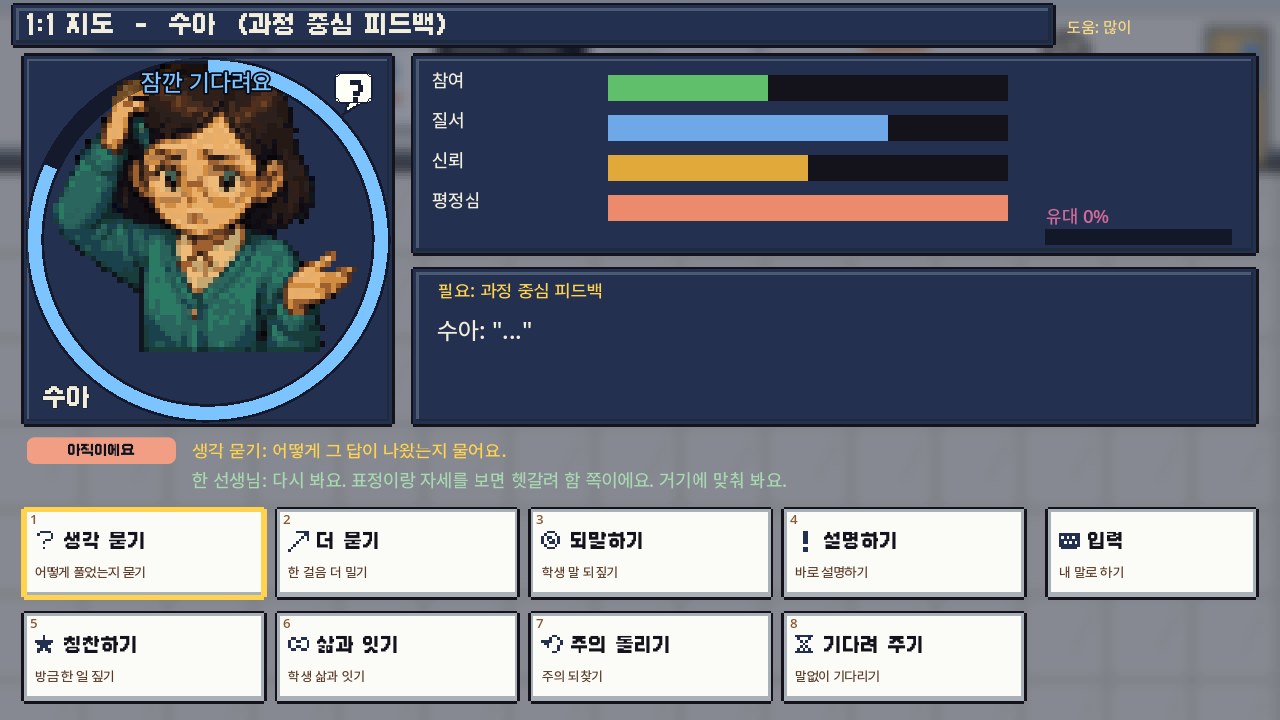 1:1 지도 - 수아 (과정 중심 피드백)
도움: 많이
잠깐 기다려요
?
수아
참여
질서
신뢰
평정심
유대 0%
필요: 과정 중심 피드백
수아: "..."
아직이에요
생각 묻기: 어떻게 그 답이 나왔는지 물어요.
한 선생님: 다시 봐요. 표정이랑 자세를 보면 헷갈려 함 쪽이에요. 거기에 맞춰 봐요.
1
? 생각 묻기
어떻게 풀었는지 묻기
2
더 묻기
한 걸음 더 밀기
3
되말하기
학생 말 되짚기
4
! 설명하기
바로 설명하기
입력
내 말로 하기
5
칭찬하기
방금 한 일 짚기
6
삶과 잇기
학생 삶과 잇기
7
주의 돌리기
주의 되찾기
8
기다려 주기
말없이 기다리기